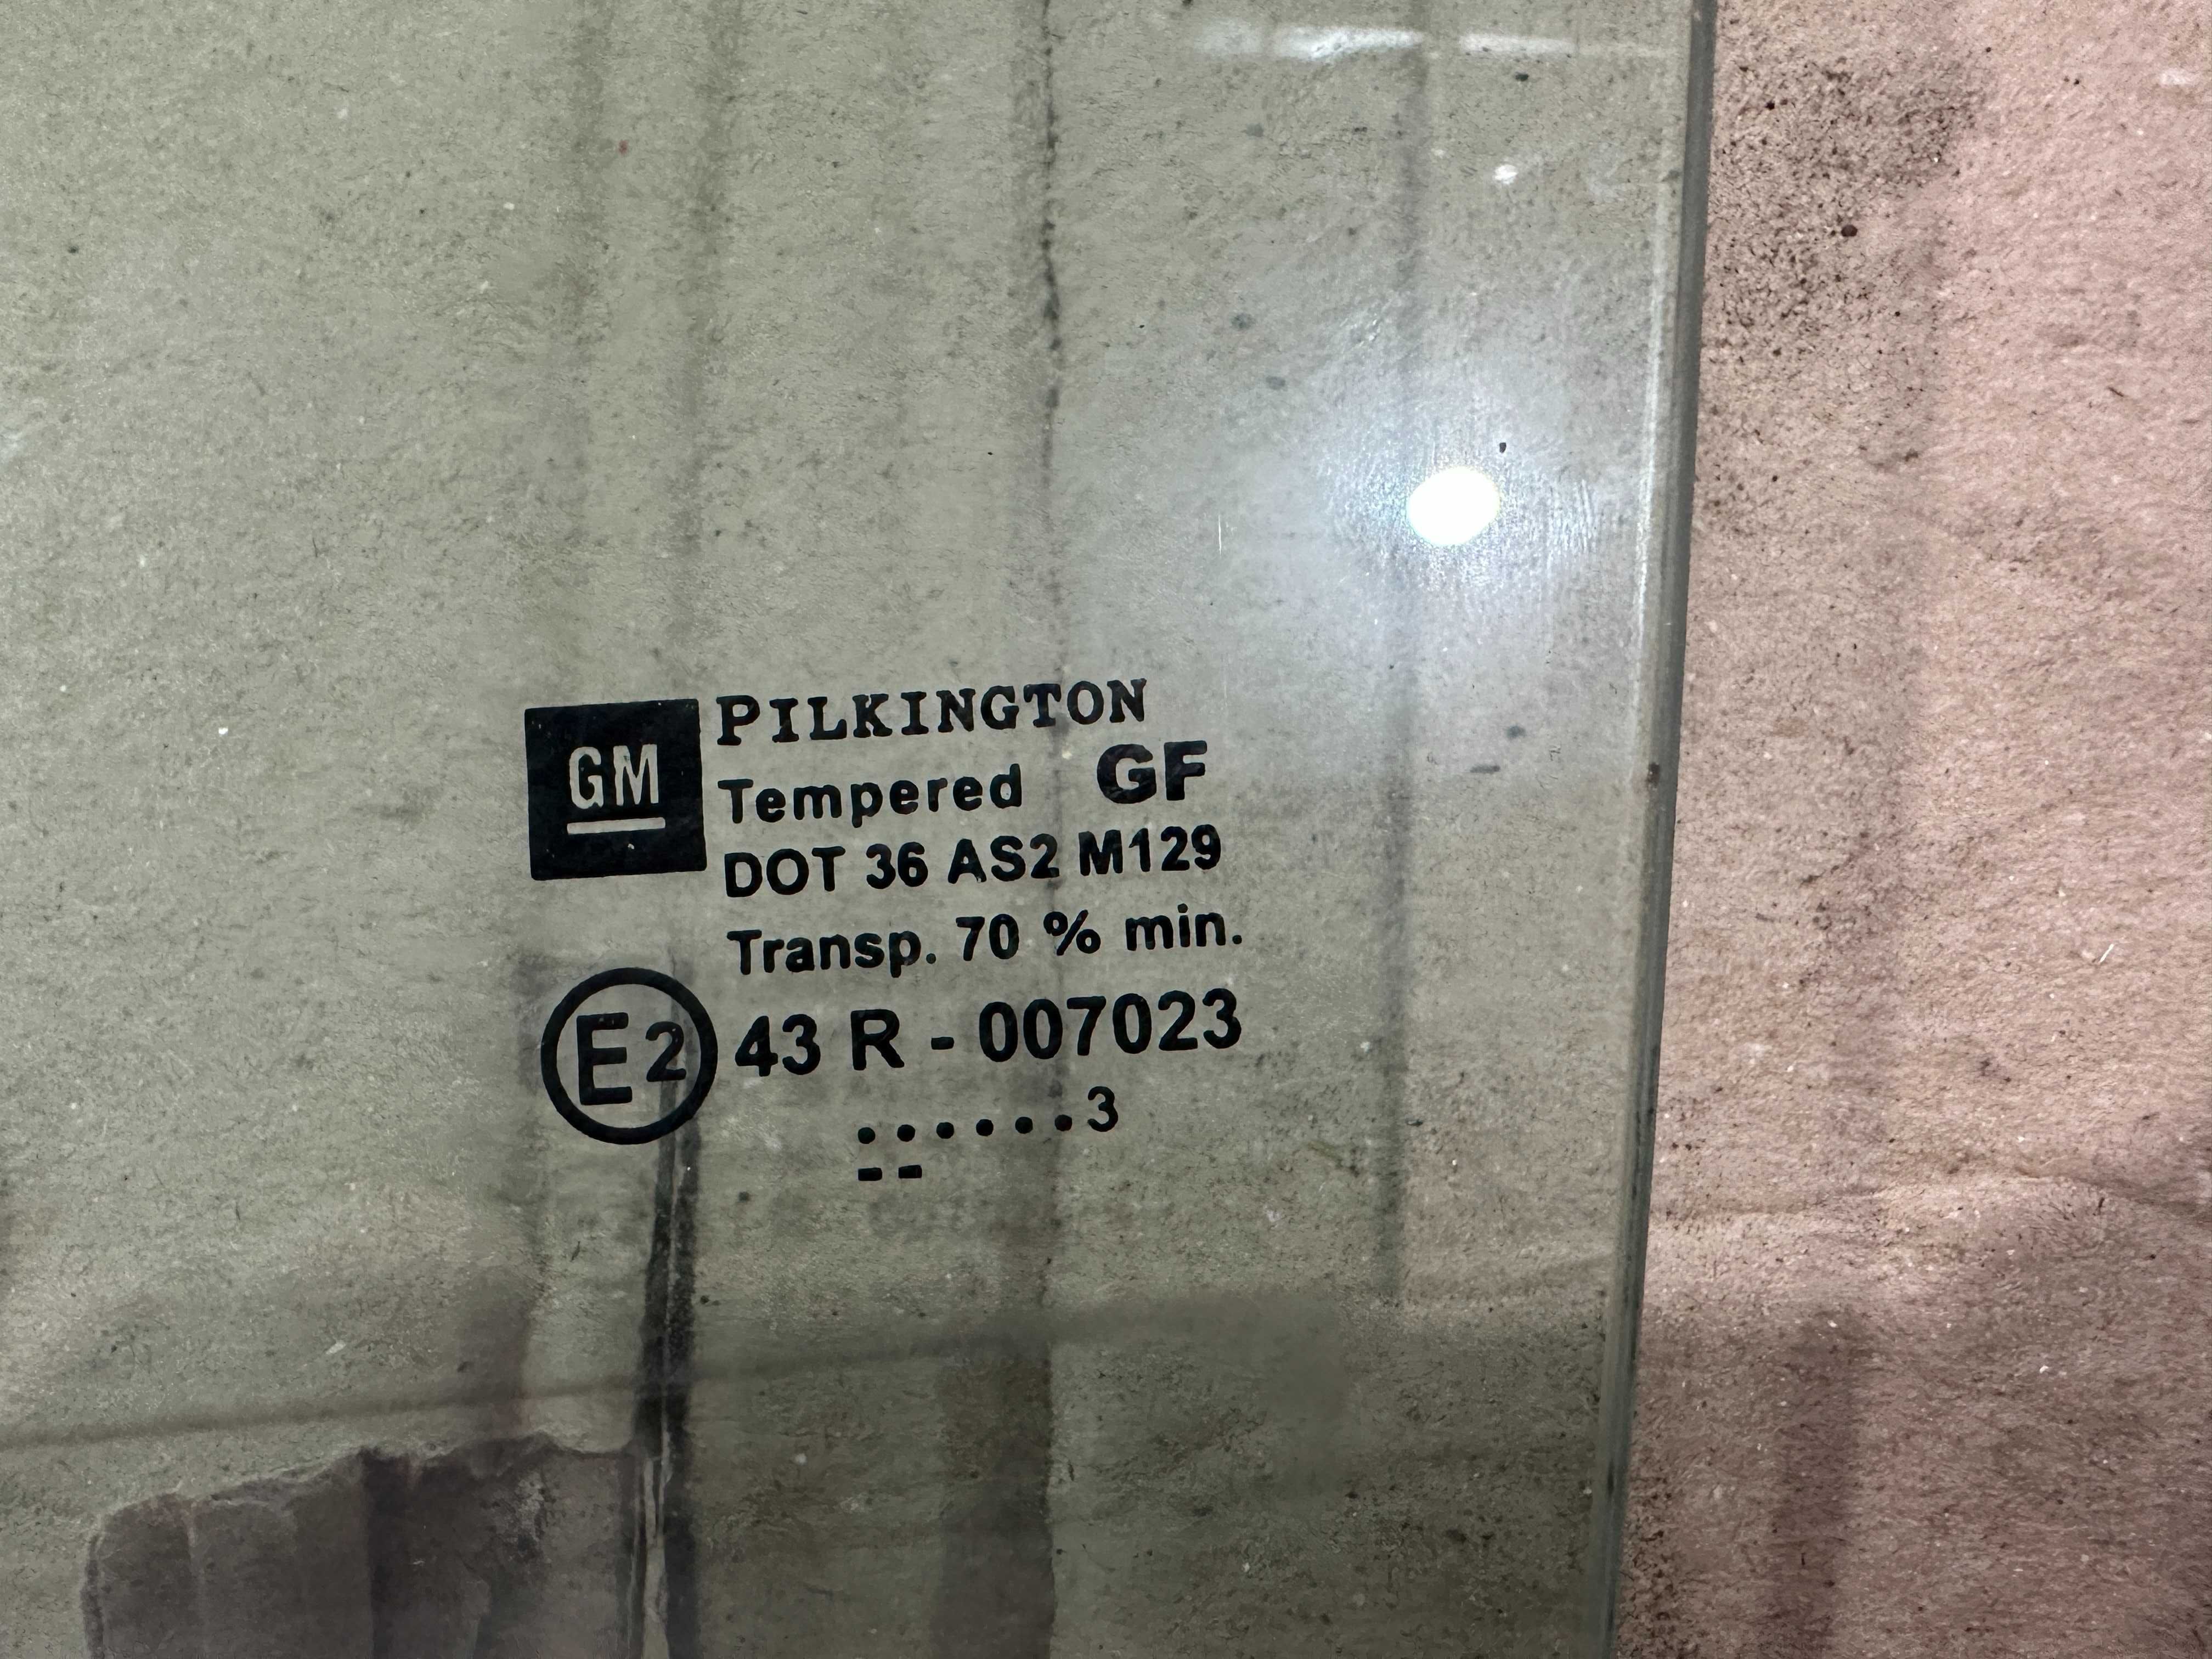 GM
PILKINGTON
Tempered GF
DOT 36 AS2 M129
Transp. 70 % min.
E2 43 R - 007023
......3